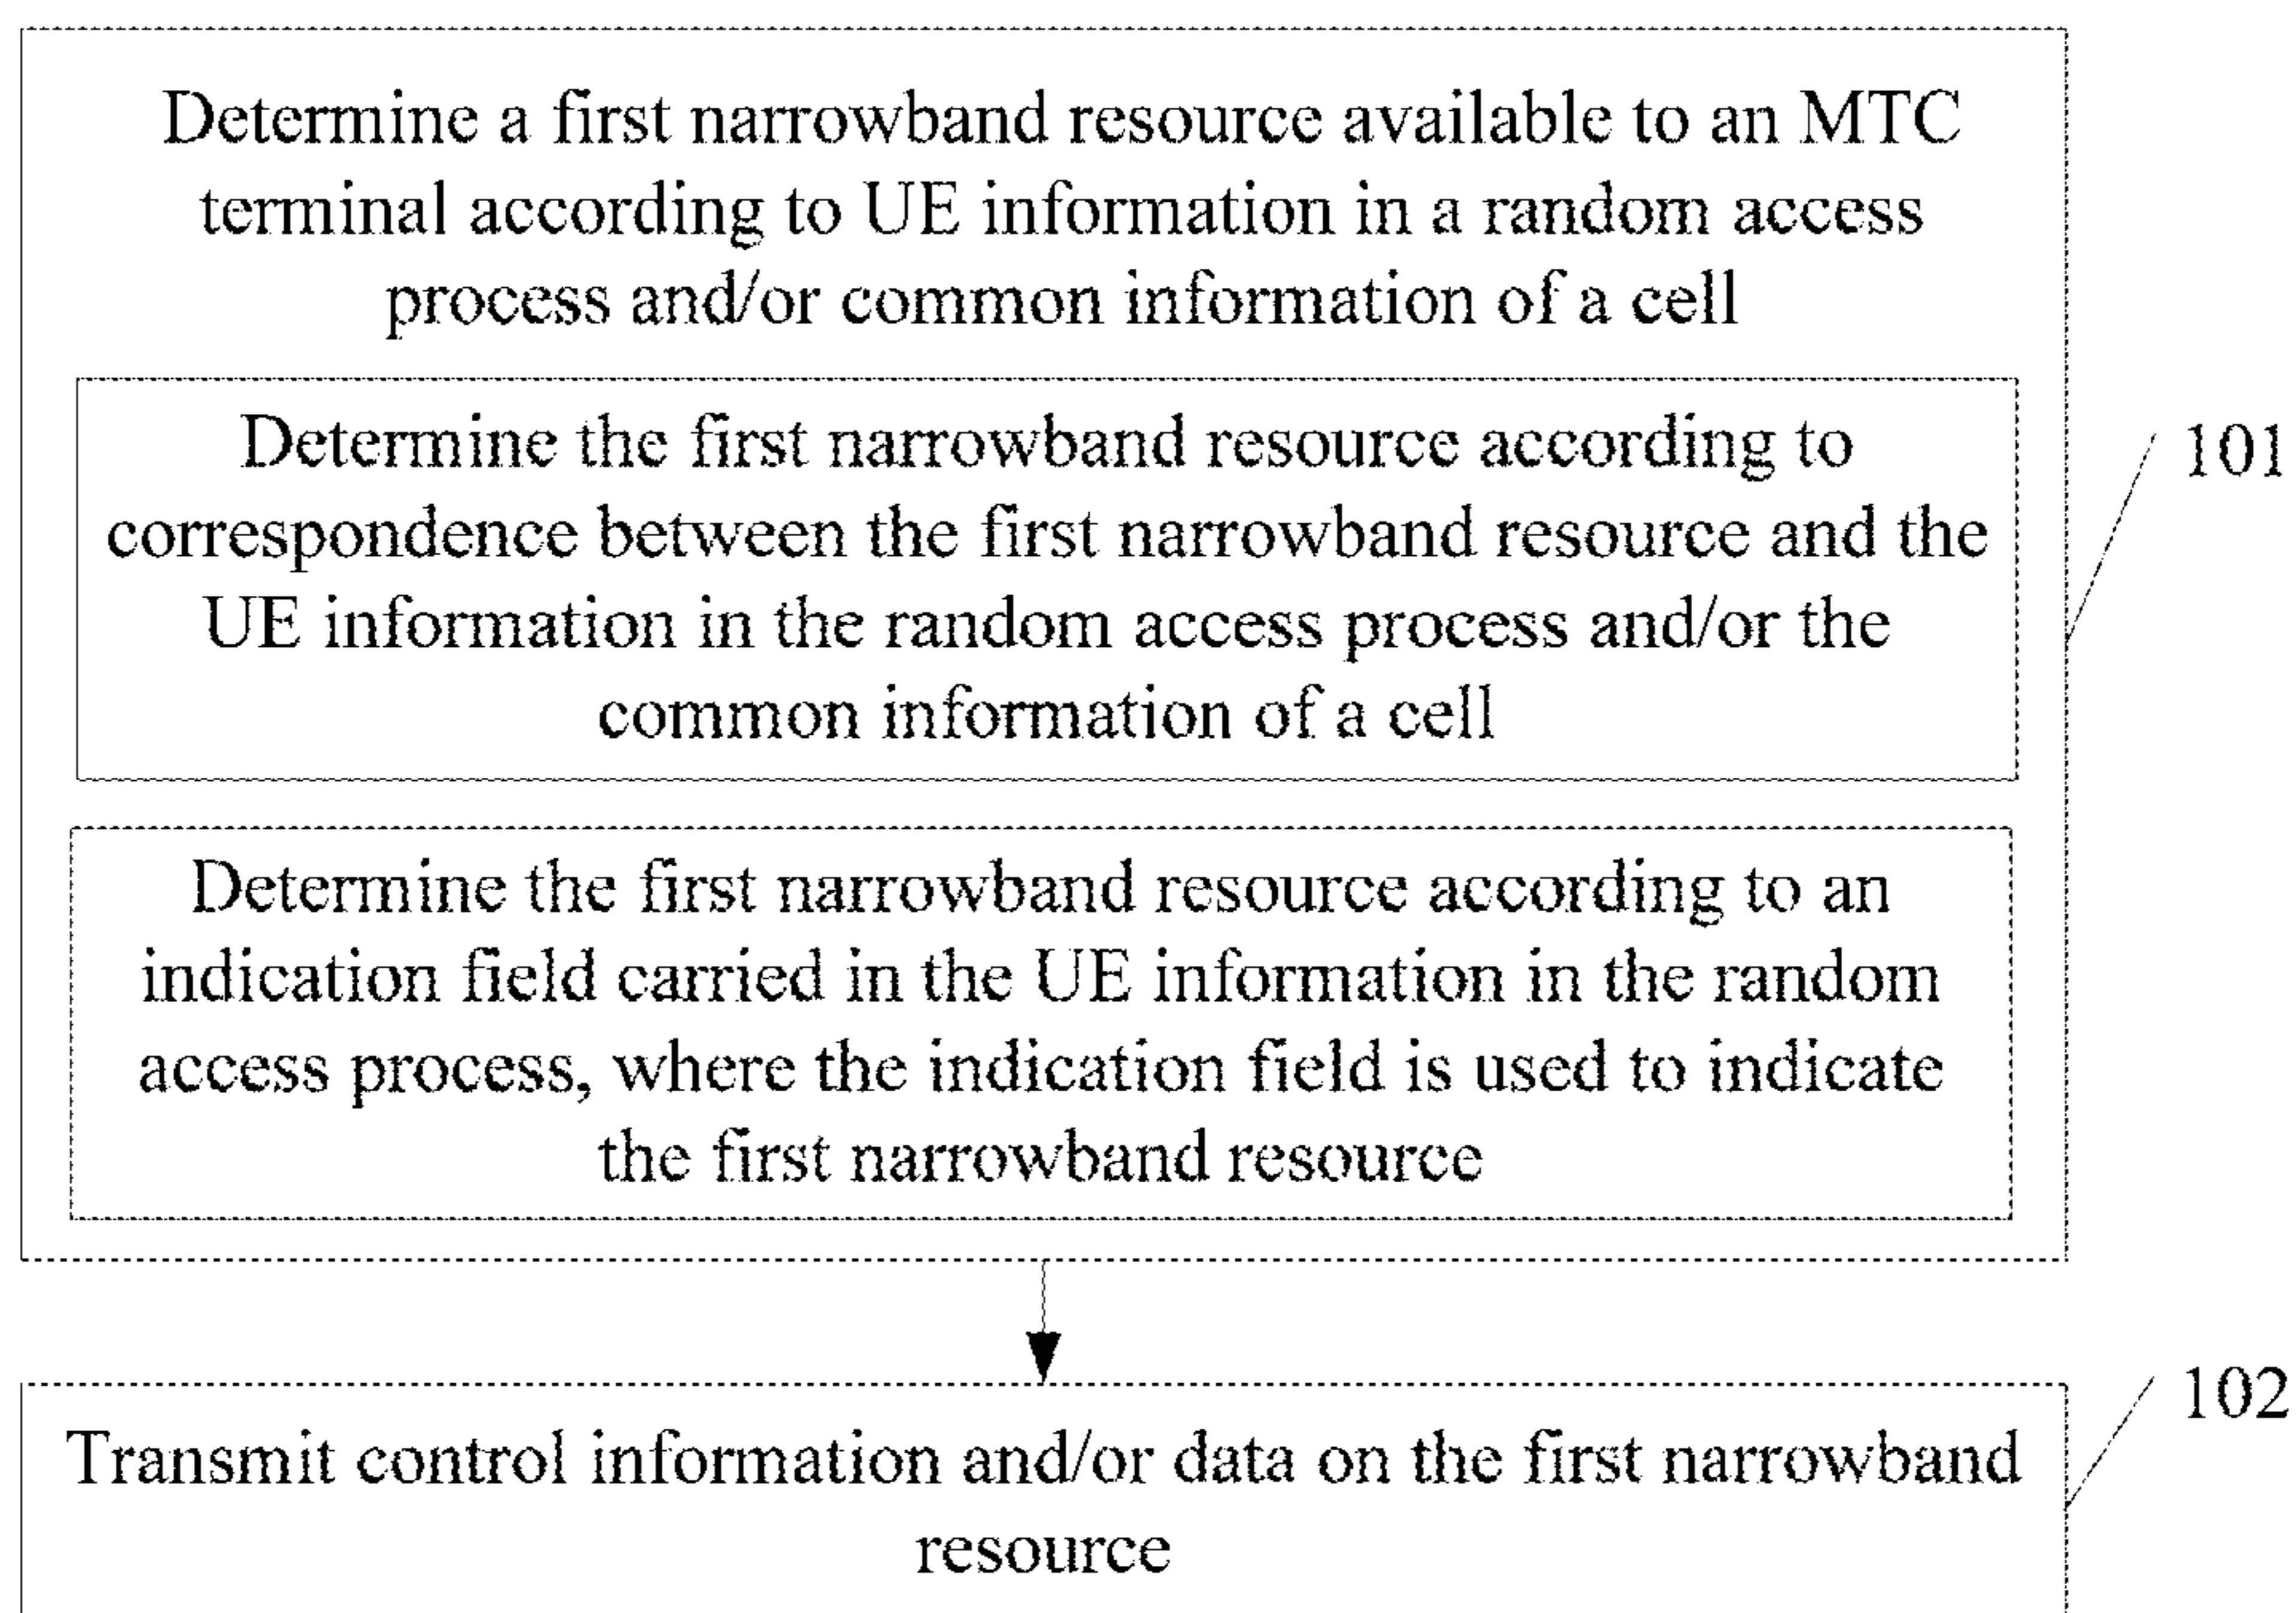 Determine a first narrowband resource available to an MTC
terminal according to UE information in a random access
process and/or common information of a cell
Determine the first narrowband resource according to
correspondence between the first narrowband resource and the
UE information in the random access process and/or the
common information of a cell
101
Determine the first narrowband resource according to an
indication field carried in the UE information in the random
access process, where the indication field is used to indicate
the first narrowband resource
102
Transmit control information and/or data on the first narrowband
resource